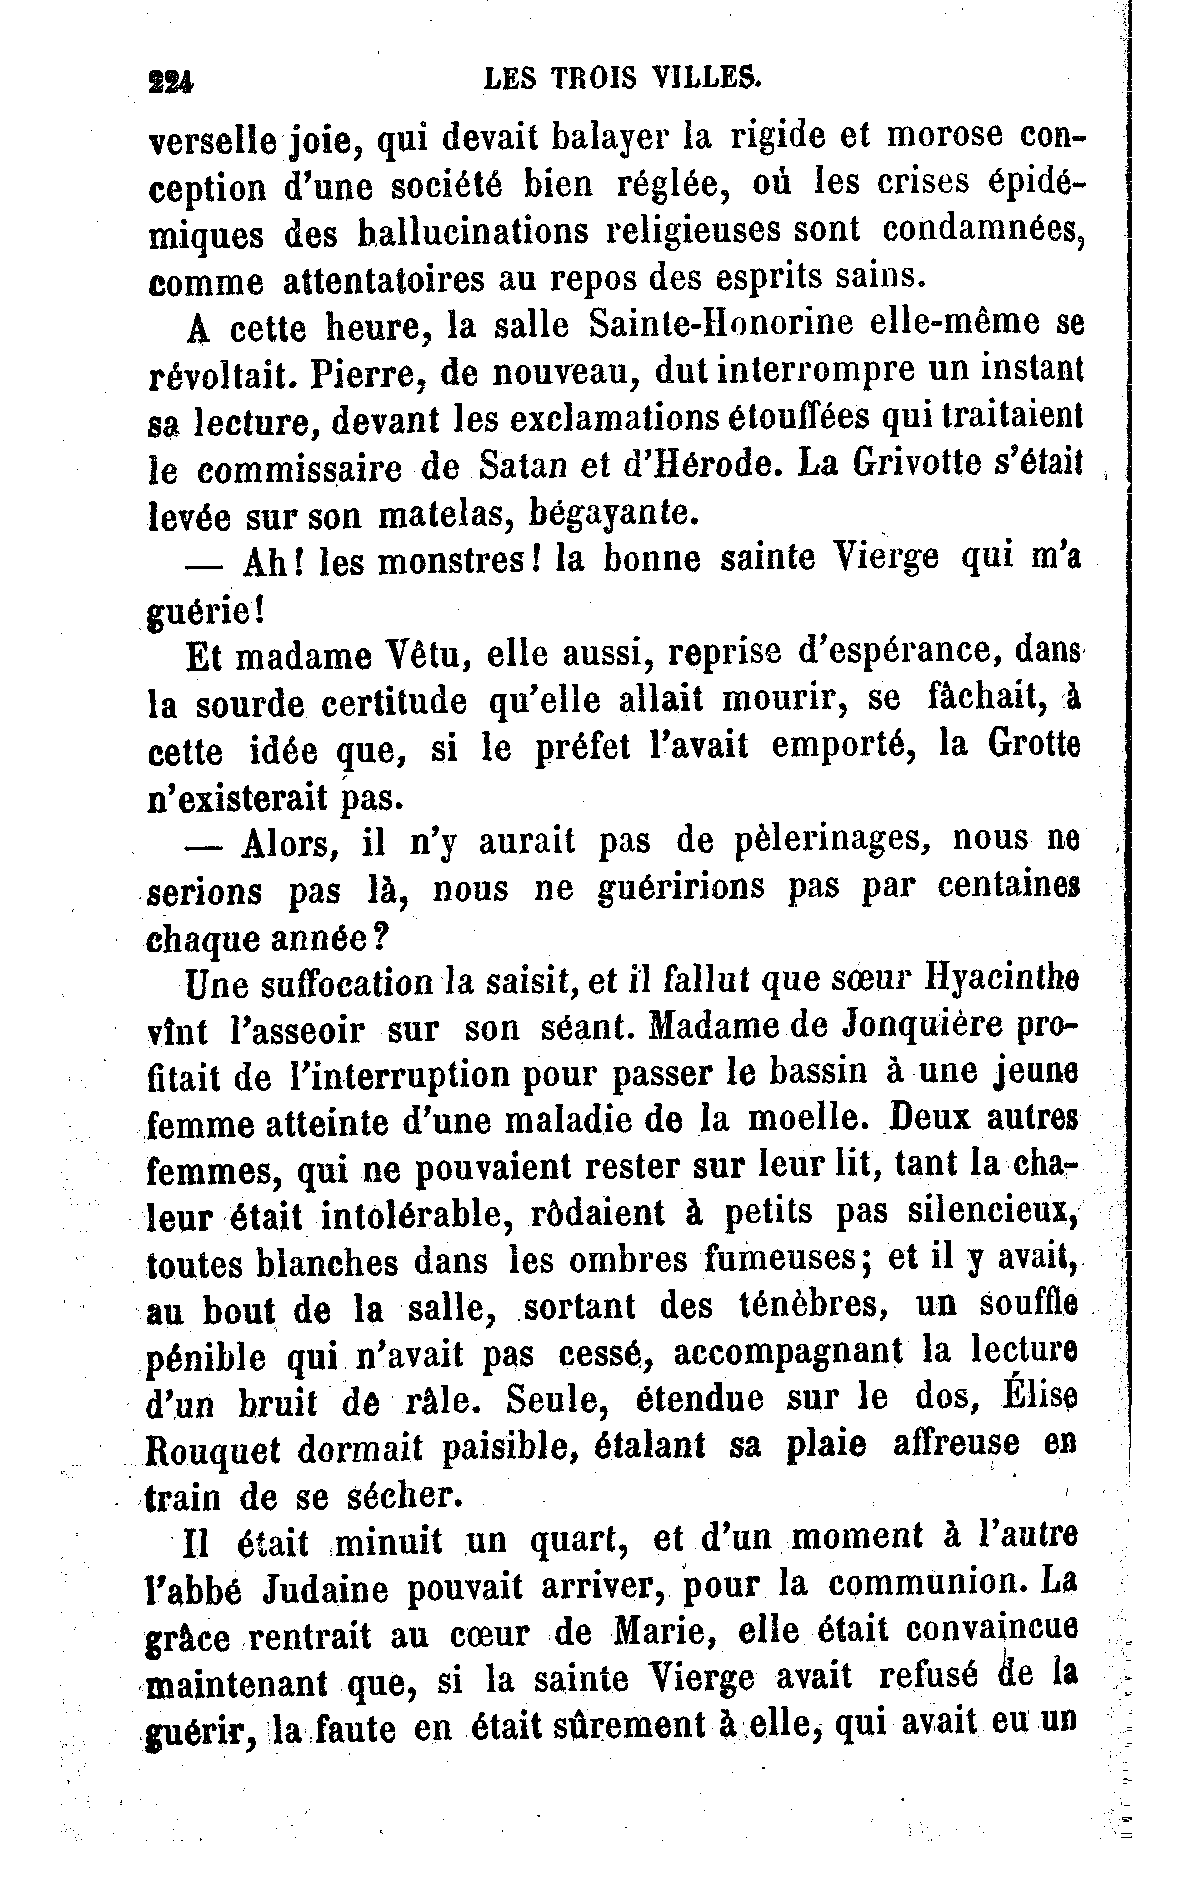 224 LES TROIS VILLES.
verselle joie, qui devait balayer la rigide et morose con-
ception d'une société bien réglée, où les crises épidé-
miques des hallucinations religieuses sont condamnées,
comme attentatoires au repos des esprits sains.
A cette heure, la salle Sainte-Honorine elle-même se
révoltait. Pierre, de nouveau, dut interrompre un instant
sa lecture, devant les exclamations étouffées qui traitaient
le commissaire de Satan et d'Hérode. La Grivotte s'était
levée sur son matelas, bégayante.
— Ah! les monstres! la bonne sainte Vierge qui m'a
guérie!
Et madame Vêtu, elle aussi, reprise d'espérance, dans
la sourde certitude qu'elle allait mourir, se fâchait, à
cette idée que, si le préfet l'avait emporté, la Grotte
n'existerait pas.
— Alors, il n'y aurait pas de pèlerinages, nous ne
serions pas là, nous ne guéririons pas par centaines
chaque année?
Une suffocation la saisit, et il fallut que sœur Hyacinthe
vînt l'asseoir sur son séant. Madame de Jonquière pro-
fitait de l'interruption pour passer le bassin à une jeune
femme atteinte d'une maladie de la moelle. Deux autres
femmes, qui ne pouvaient rester sur leur lit, tant la cha-
leur était intolérable, rôdaient à petits pas silencieux,
toutes blanches dans les ombres fumeuses; et il y avait,
au bout de la salle, sortant des ténèbres, un souffle
pénible qui n'avait pas cessé, accompagnant la lecture
d'un bruit de râle. Seule, étendue sur le dos, Élise
Rouquet dormait paisible, étalant sa plaie affreuse en
train de se sécher.
Il était minuit un quart, et d'un moment à l'autre
l'abbé Judaine pouvait arriver, pour la communion. La
grâce rentrait au cœur de Marie, elle était convaincue
maintenant que, si la sainte Vierge avait refusé de la
guérir, la faute en était sûrement à elle, qui avait eu un